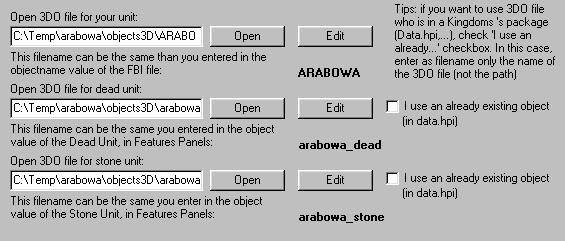 Open 3DO file for your unit:
C:\Temp\arabowa\objects3D\ARABO
Open
Edit
This filename can be the same than you entered in the
objectname value of the FBI file:
ARABOWA
Tips: if you want to use 3DO file
who is in a Kingdoms 's package
(Data.hpi,...), check 'I use an
already...' checkbox. In this case,
enter as filename only the name of
the 3DO file (not the path)
Open 3DO file for dead unit:
C:\Temp\arabowa\objects3D\arabowa
Open
Edit
I use an already existing object
(in data.hpi)
This filename can be the same you entered in the object
value of the Dead Unit, in Features Panels:
arabowa_dead
Open 3DO file for stone unit:
C:\Temp\arabowa\objects3D\arabowa
Open
Edit
I use an already existing object
(in data.hpi)
This filename can be the same you enter in the object
value of the Stone Unit, in Features Panels:
arabowa_stone